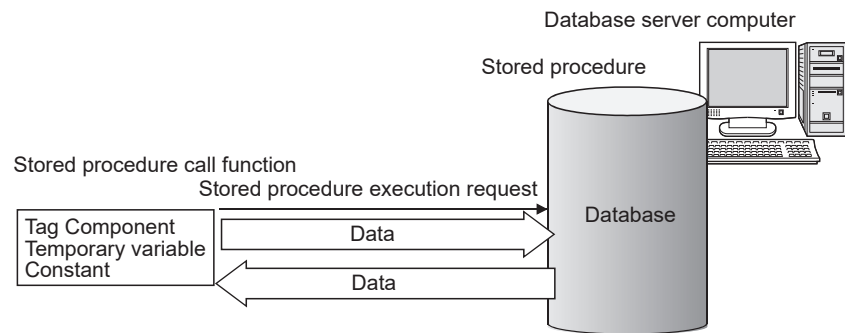 Database server computer
Stored procedure
Stored procedure call function
Stored procedure execution request
Tag Component
Temporary variable
Constant
Data
Database
Data